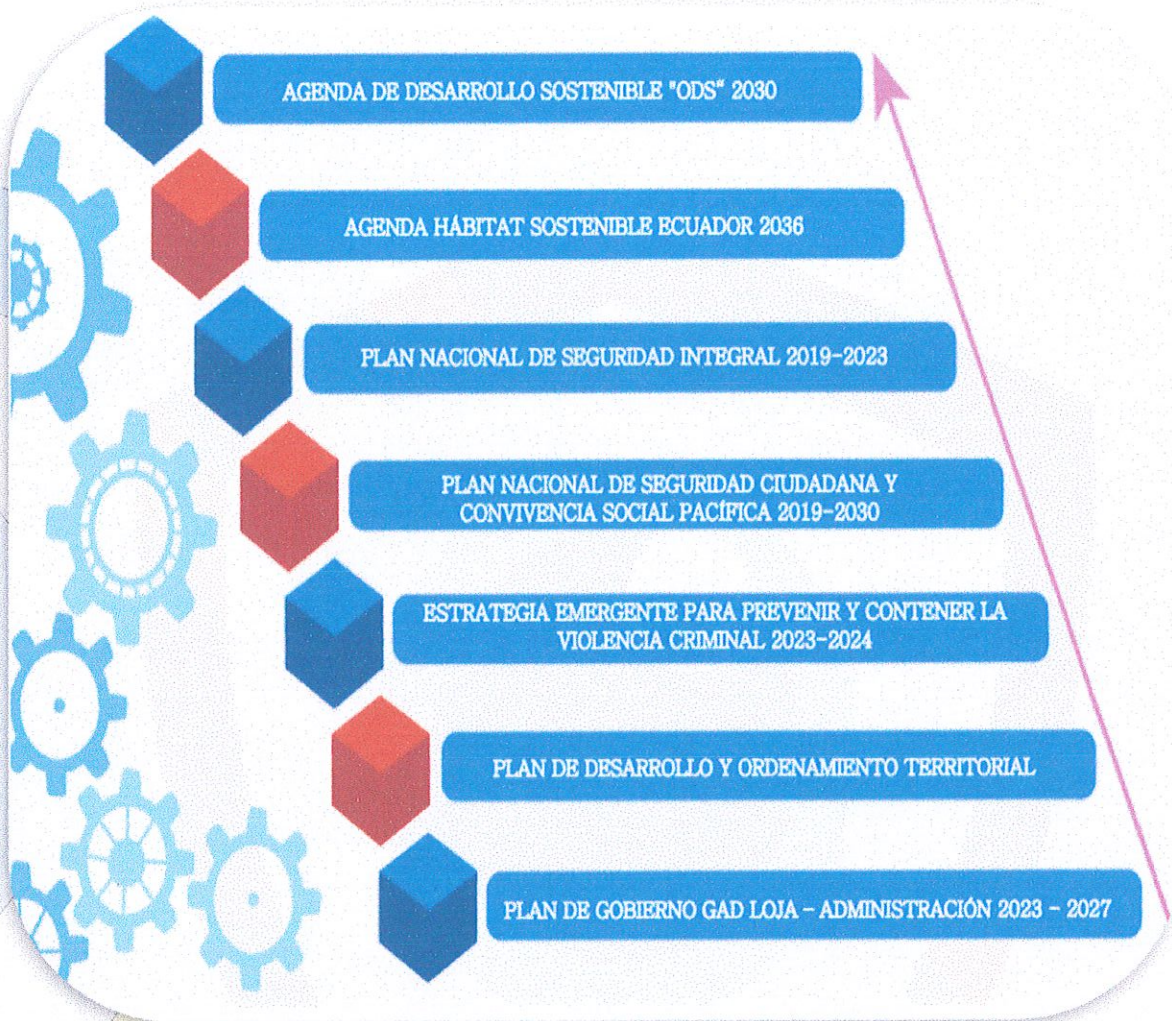 AGENDA DE DESARROLLO SOSTENIBLE "ODS" 2030
AGENDA HÁBITAT SOSTENIBLE ECUADOR 2036
PLAN NACIONAL DE SEGURIDAD INTEGRAL 2019-2023
PLAN NACIONAL DE SEGURIDAD CIUDADANA Y
CONVIVENCIA SOCIAL PACÍFICA 2019-2030
ESTRATEGIA EMERGENTE PARA PREVENIR Y CONTENER LA
VIOLENCIA CRIMINAL 2023-2024
PLAN DE DESARROLLO Y ORDENAMIENTO TERRITORIAL
PLAN DE GOBIERNO GAD LOJA – ADMINISTRACIÓN 2023 - 2027